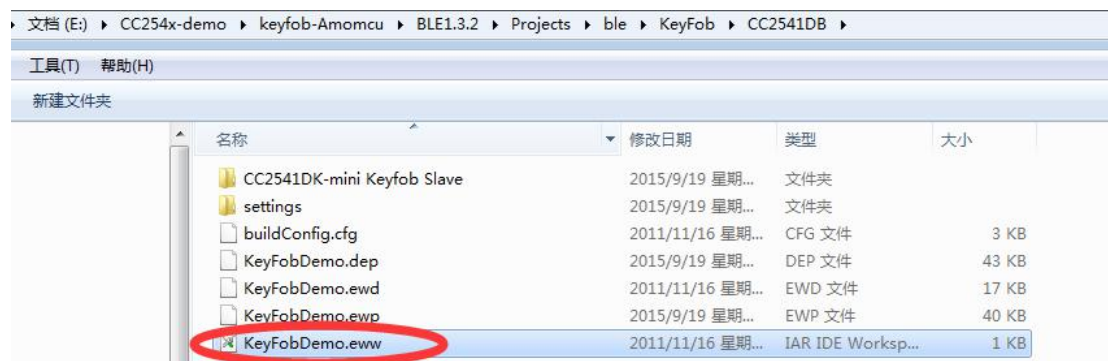 文档 (E:) ▸ CC254x-demo ▸ keyfob-Amomcu ▸ BLE1.3.2 ▸ Projects ▸ ble ▸ KeyFob ▸ CC2541DB ▸
工具(T) 帮助(H)
新建文件夹
名称 修改日期 类型 大小
CC2541DK-mini Keyfob Slave 2015/9/19 星期... 文件夹
settings 2015/9/19 星期... 文件夹
buildConfig.cfg 2011/11/16 星期... CFG 文件 3 KB
KeyFobDemo.dep 2015/9/19 星期... DEP 文件 43 KB
KeyFobDemo.ewd 2011/11/16 星期... EWD 文件 17 KB
KeyFobDemo.ewp 2015/9/19 星期... EWP 文件 40 KB
KeyFobDemo.eww 2011/11/16 星期... IAR IDE Worksp... 1 KB